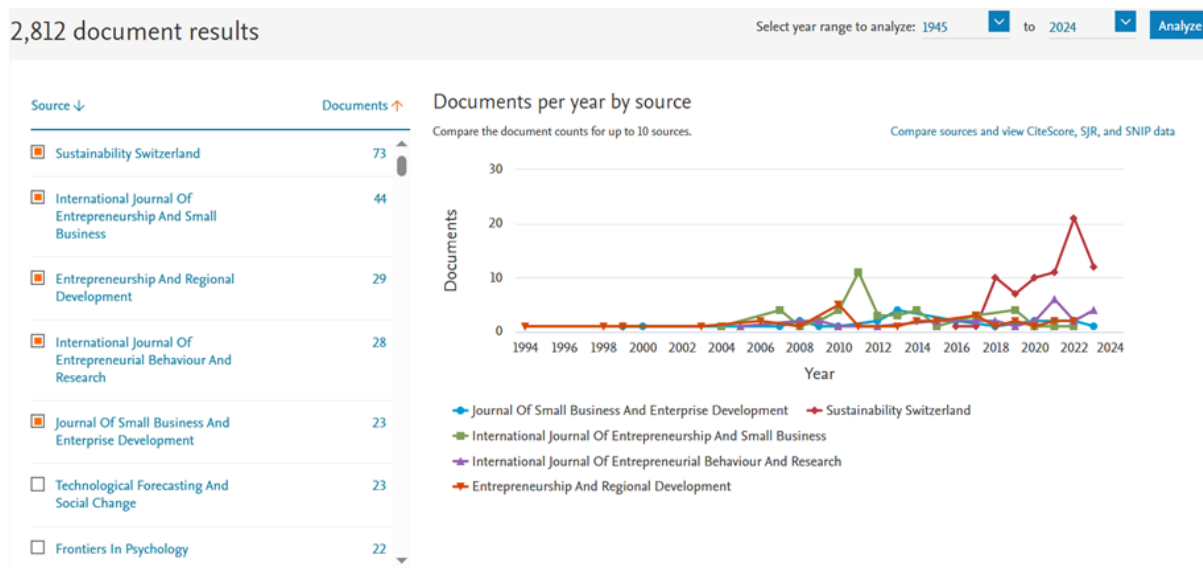 2,812 document results
Select year range to analyze: 1945 to 2024 Analyze
Source ↓ Documents ↑
Sustainability Switzerland 73
International Journal Of 44
Entrepreneurship And Small
Business
Entrepreneurship And Regional 29
Development
International Journal Of 28
Entrepreneurial Behaviour And
Research
Journal Of Small Business And 23
Enterprise Development
Technological Forecasting And 23
Social Change
Frontiers In Psychology 22
Documents per year by source
Compare the document counts for up to 10 sources.
Compare sources and view CiteScore, SJR, and SNIP data
30
20
10
0
Documents
1994 1996 1998 2000 2002 2004 2006 2008 2010 2012 2014 2016 2018 2020 2022 2024
Year
Journal Of Small Business And Enterprise Development Sustainability Switzerland
International Journal Of Entrepreneurship And Small Business
International Journal Of Entrepreneurial Behaviour And Research
Entrepreneurship And Regional Development